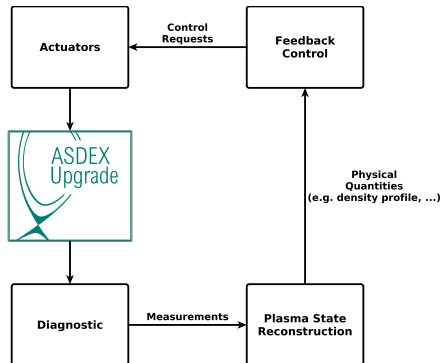 Control
Requests
Actuators
Feedback
Control
ASDEX
Upgrade
Physical
Quantities
(e.g. density profile, ...)
Measurements
Diagnostic
Plasma State
Reconstruction